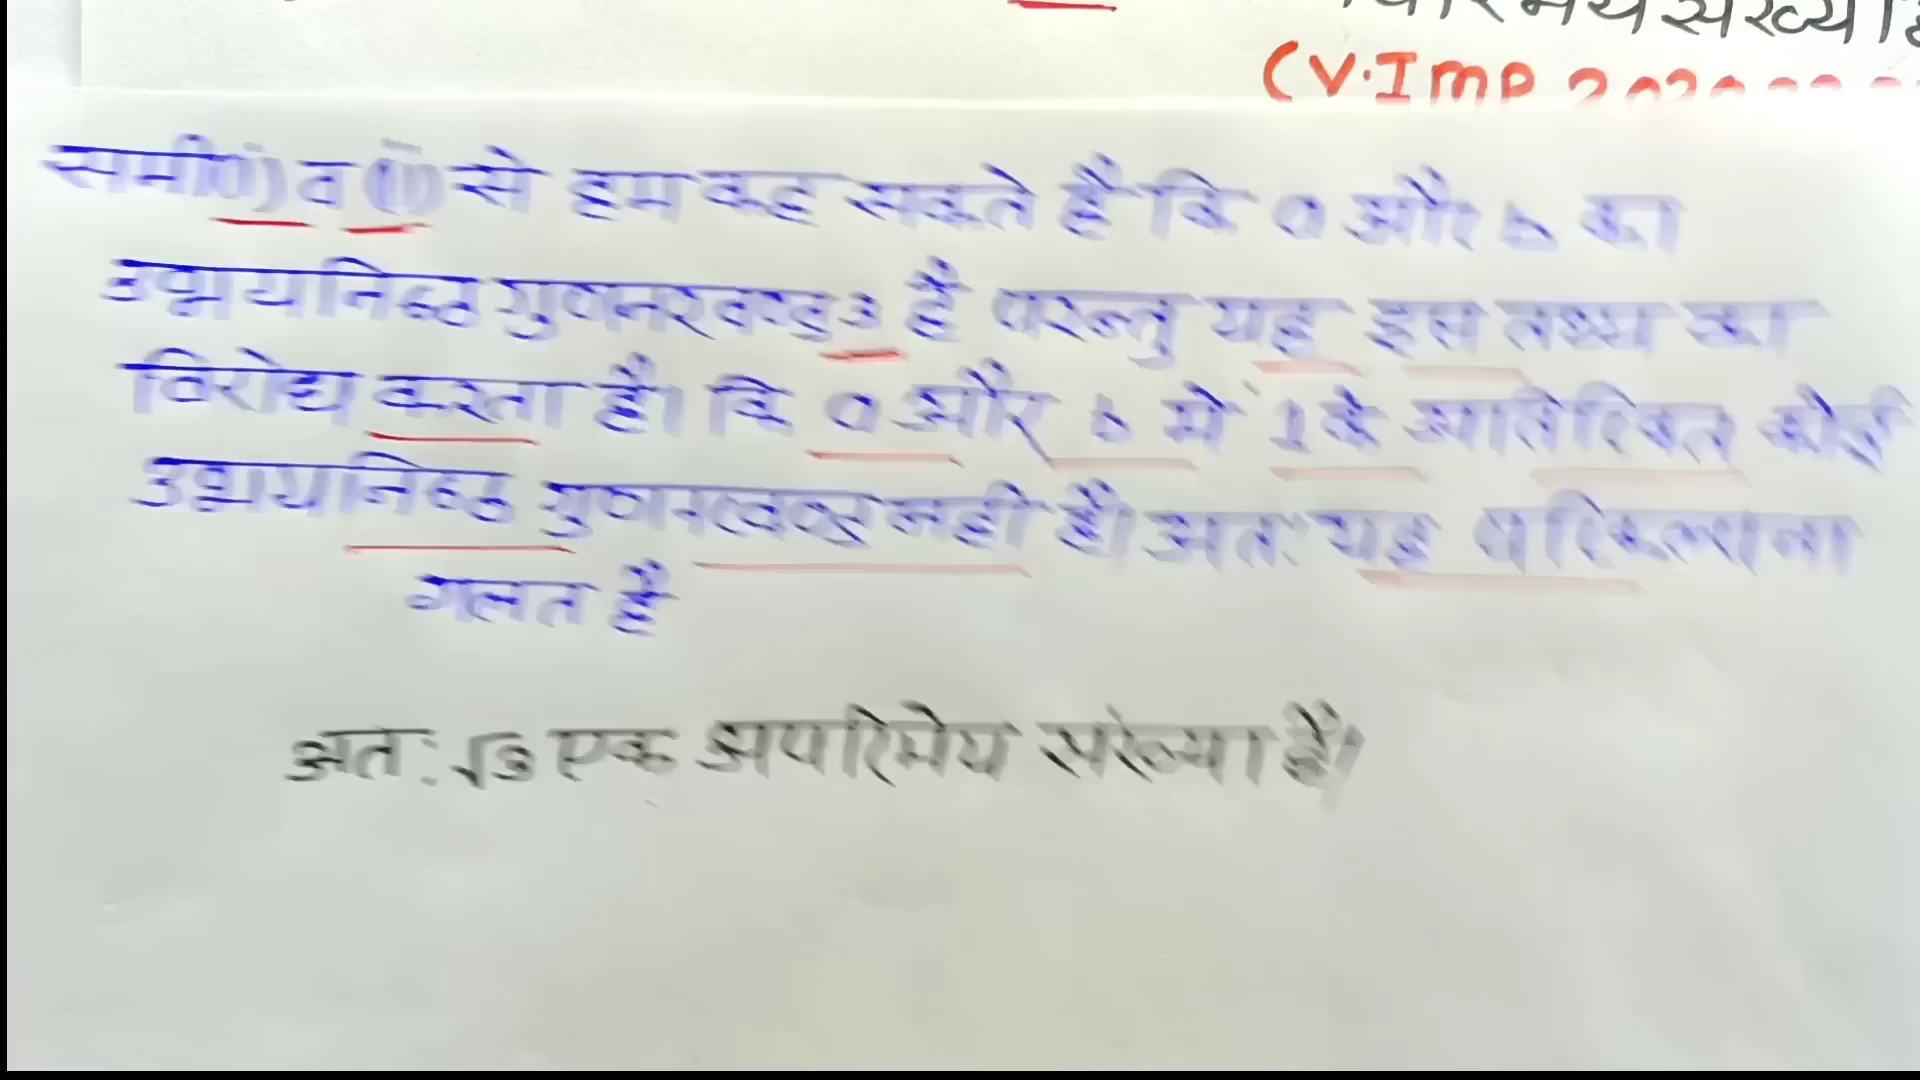 संख्या है
(V.Imp 2020
समी(i) व (ii) से हम कह सकते हैं कि a और b का
उभयनिष्ठ गुणनखण्ड 3 है परन्तु यह इस तथ्य का
विरोध करता है। कि a और b में 1 के अतिरिक्त कोई
उभयनिष्ठ गुणनखण्ड नही है। अतः यह परिकल्पना
गलत है
अत: √3 एक अपरिमेय संख्या है।